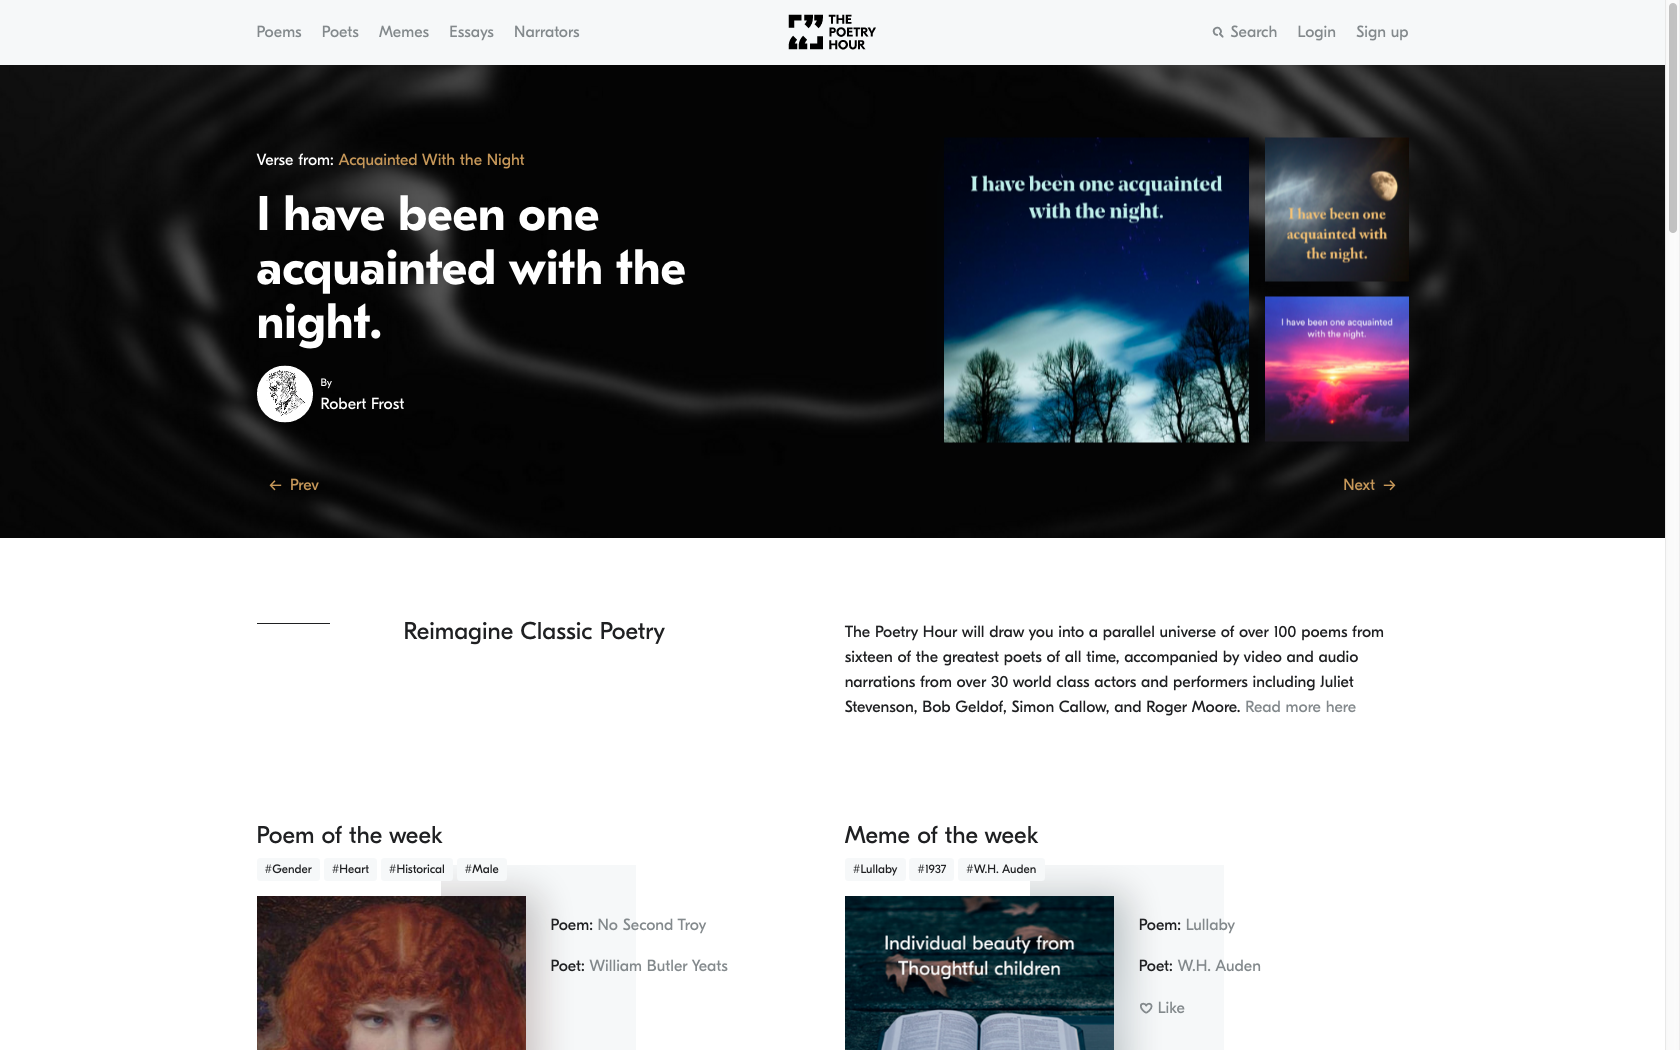 Poems Poets Memes Essays Narrators
THE
POETRY
HOUR
Search Login Sign up
Verse from: Acquainted With the Night
I have been one
acquainted with the
night.
By
Robert Frost
I have been one acquainted
with the night.
I have been one
acquainted with
the night.
I have been one acquainted
with the night.
← Prev
Next →
Reimagine Classic Poetry
The Poetry Hour will draw you into a parallel universe of over 100 poems from
sixteen of the greatest poets of all time, accompanied by video and audio
narrations from over 30 world class actors and performers including Juliet
Stevenson, Bob Geldof, Simon Callow, and Roger Moore. Read more here
Poem of the week
#Gender #Heart #Historical #Male
Poem: No Second Troy
Poet: William Butler Yeats
Meme of the week
#Lullaby #1937 #W.H. Auden
Individual beauty from
Thoughtful children
Poem: Lullaby
Poet: W.H. Auden
Like